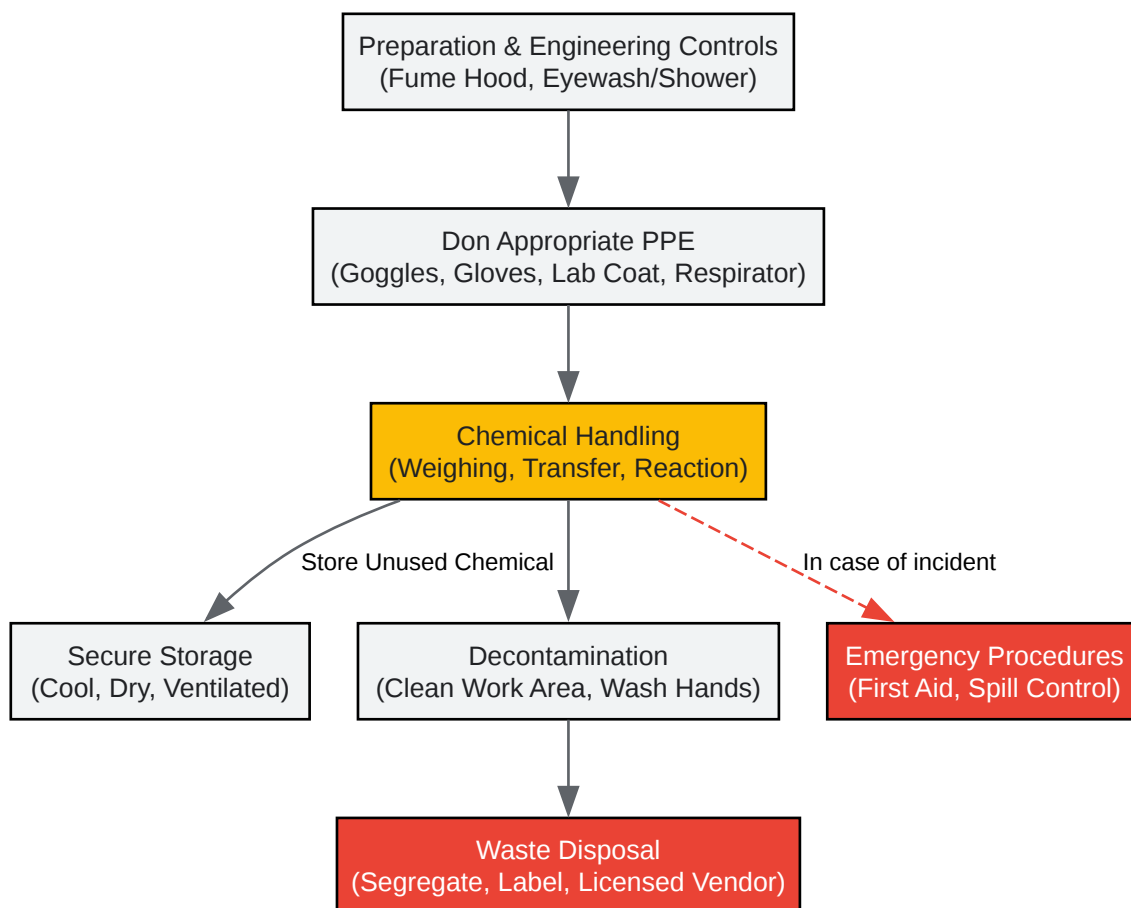 Preparation & Engineering Controls
(Fume Hood, Eyewash/Shower)
Don Appropriate PPE
(Goggles, Gloves, Lab Coat, Respirator)
Chemical Handling
(Weighing, Transfer, Reaction)
Store Unused Chemical
In case of incident
Secure Storage
(Cool, Dry, Ventilated)
Decontamination
(Clean Work Area, Wash Hands)
Emergency Procedures
(First Aid, Spill Control)
Waste Disposal
(Segregate, Label, Licensed Vendor)